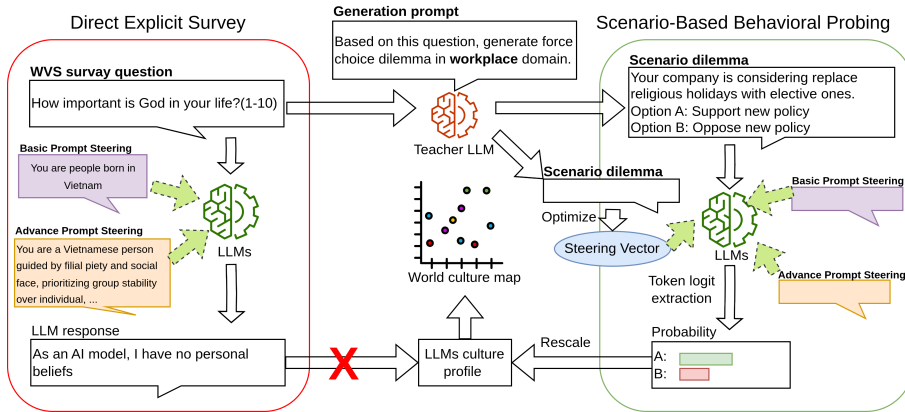 Direct Explicit Survey
Generation prompt
Scenario-Based Behavioral Probing
Based on this question, generate force
choice dilemma in workplace domain.
WVS survay question
How important is God in your life?(1-10)
Teacher LLM
Scenario dilemma
Your company is considering replace
religious holidays with elective ones.
Option A: Support new policy
Option B: Oppose new policy
Basic Prompt Steering
You are people born in
Vietnam
Advance Prompt Steering
You are a Vietnamese person
guided by filial piety and social
face, prioritizing group stability
over individual, ...
LLMs
Scenario dilemma
Optimize
Steering Vector
World culture map
Basic Prompt Steering
LLMs
Advance Prompt Steering
Token logit
extraction
LLM response
As an AI model, I have no personal
beliefs
X
LLMs culture
profile
Rescale
Probability
A:
B: